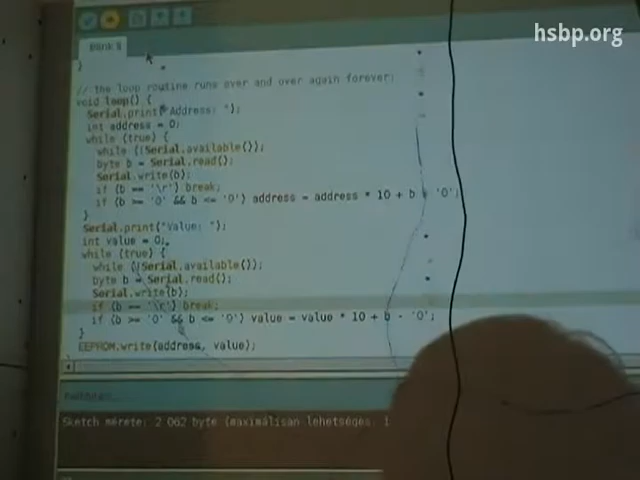 hsbp.org
Blink §
}
// the loop routine runs over and over again forever:
void loop() {
Serial.print("Address: ");
int address = 0;
while (true) {
while (!Serial.available());
byte b = Serial.read();
Serial.write(b);
if (b == '\r') break;
if (b >= '0' && b <= '9') address = address * 10 + b - '0';
}
Serial.print("Value: ");
int value = 0;
while (true) {
while (!Serial.available());
byte b = Serial.read();
Serial.write(b);
if (b == '\r') break;
if (b >= '0' && b <= '9') value = value * 10 + b - '0';
}
EEPROM.write(address, value);
Sketch mérete: 2 062 byte (maximálisan lehetséges: